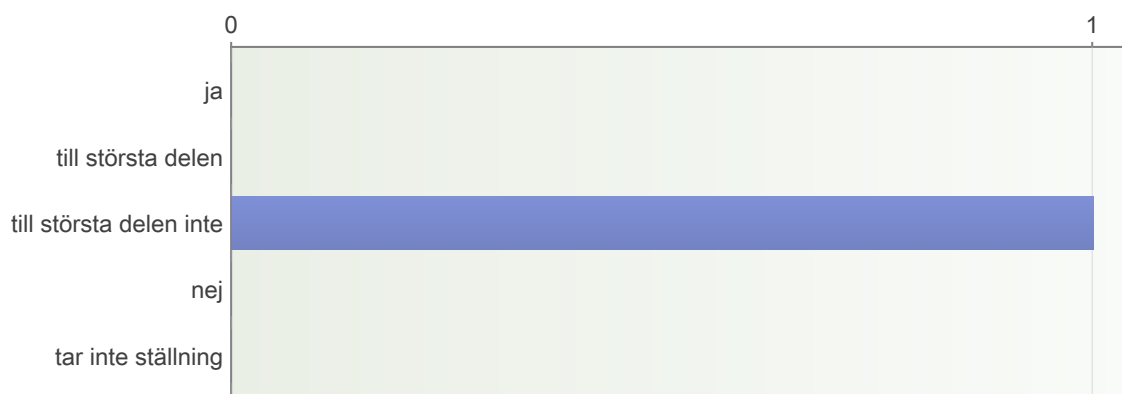 0 1
ja
till största delen
till största delen inte
nej
tar inte ställning